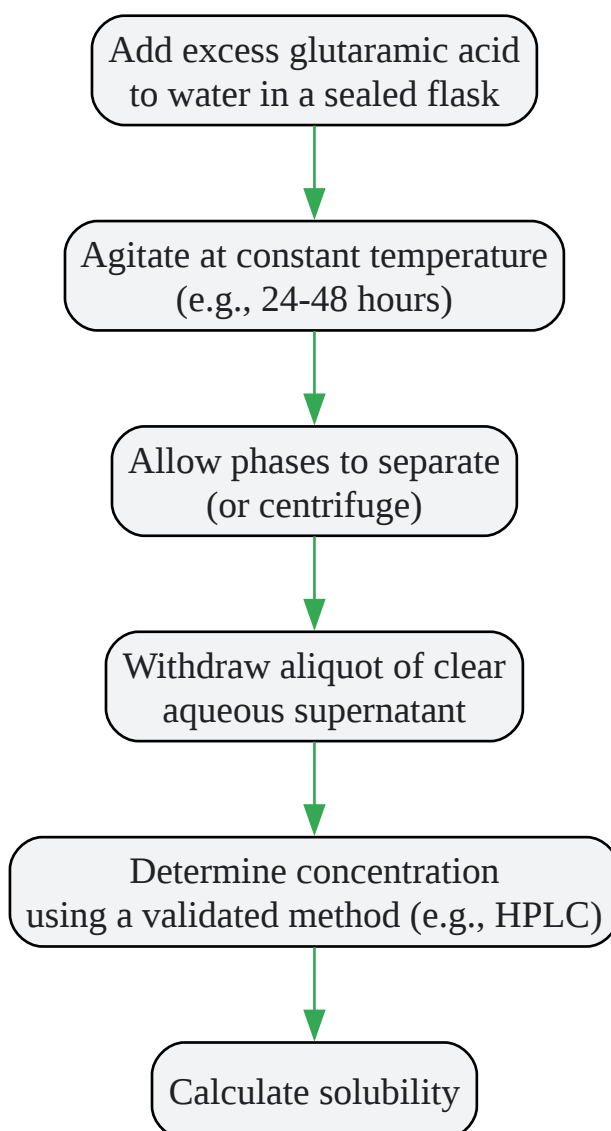 Add excess glutaramic acid
to water in a sealed flask
Agitate at constant temperature
(e.g., 24-48 hours)
Allow phases to separate
(or centrifuge)
Withdraw aliquot of clear
aqueous supernatant
Determine concentration
using a validated method (e.g., HPLC)
Calculate solubility